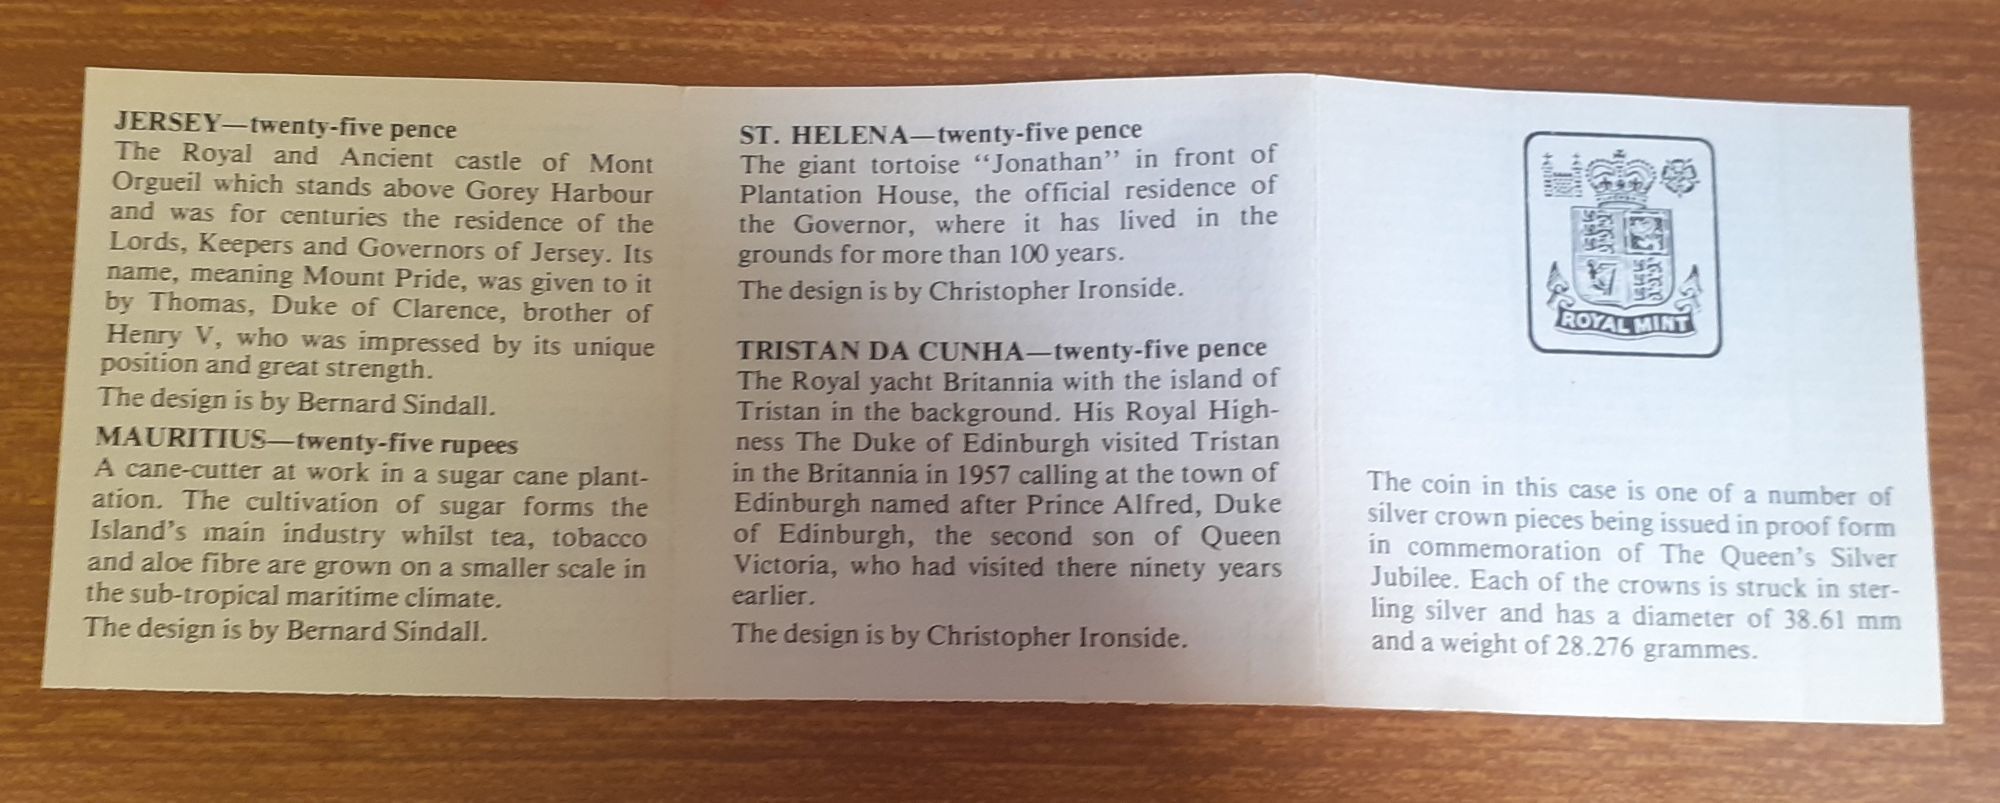 JERSEY—twenty-five pence
The Royal and Ancient castle of Mont
Orgueil which stands above Gorey Harbour
and was for centuries the residence of the
Lords, Keepers and Governors of Jersey. Its
name, meaning Mount Pride, was given to it
by Thomas, Duke of Clarence, brother of
Henry V, who was impressed by its unique
position and great strength.
The design is by Bernard Sindall.
MAURITIUS—twenty-five rupees
A cane-cutter at work in a sugar cane plant-
ation. The cultivation of sugar forms the
Island's main industry whilst tea, tobacco
and aloe fibre are grown on a smaller scale in
the sub-tropical maritime climate.
The design is by Bernard Sindall.
ST. HELENA—twenty-five pence
The giant tortoise “Jonathan” in front of
Plantation House, the official residence of
the Governor, where it has lived in the
grounds for more than 100 years.
The design is by Christopher Ironside.
TRISTAN DA CUNHA—twenty-five pence
The Royal yacht Britannia with the island of
Tristan in the background. His Royal High-
ness The Duke of Edinburgh visited Tristan
in the Britannia in 1957 calling at the town of
Edinburgh named after Prince Alfred, Duke
of Edinburgh, the second son of Queen
Victoria, who had visited there ninety years
earlier.
The design is by Christopher Ironside.
ROYAL MINT
The coin in this case is one of a number of
silver crown pieces being issued in proof form
in commemoration of The Queen's Silver
Jubilee. Each of the crowns is struck in ster-
ling silver and has a diameter of 38.61 mm
and a weight of 28.276 grammes.